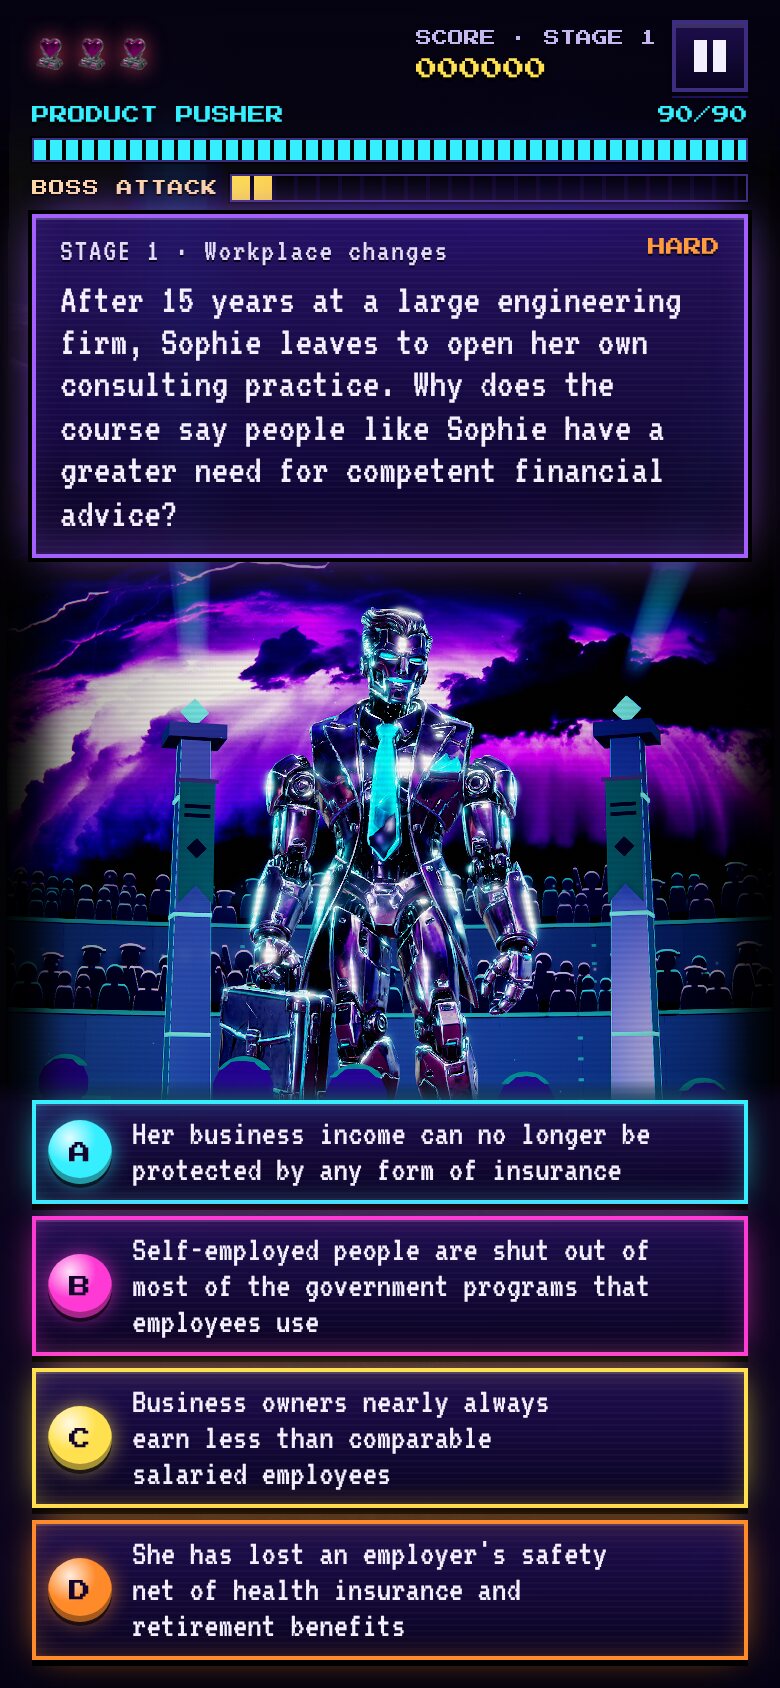 SCORE · STAGE 1
000000
PRODUCT PUSHER
90/90
BOSS ATTACK
STAGE 1 · Workplace changes
HARD
After 15 years at a large engineering
firm, Sophie leaves to open her own
consulting practice. Why does the
course say people like Sophie have a
greater need for competent financial
advice?
A
Her business income can no longer be
protected by any form of insurance
B
Self-employed people are shut out of
most of the government programs that
employees use
C
Business owners nearly always
earn less than comparable
salaried employees
D
She has lost an employer's safety
net of health insurance and
retirement benefits